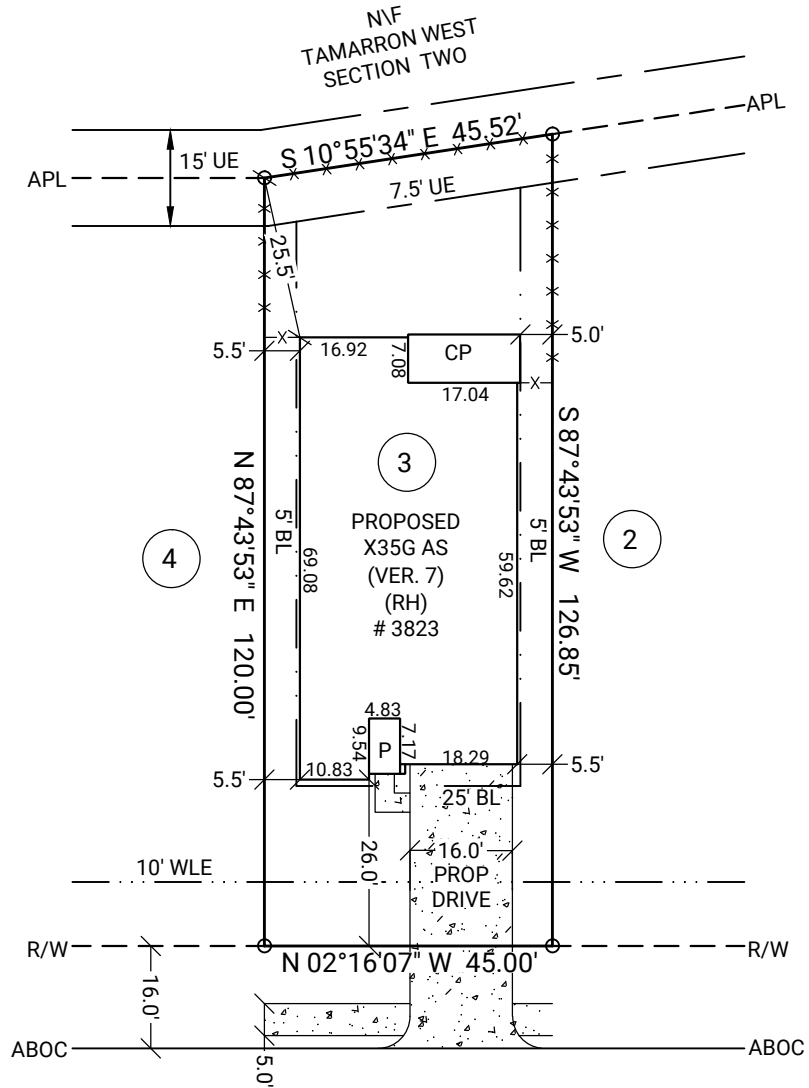 N\F
TAMARRON WEST
SECTION TWO
APL
15' UE
S 10°55'34" E 45.52'
APL
7.5' UE
25.5'
5.5'
X
16.92
7.08
CP
17.04
5.0'
X
3
N 87°43'53" E 120.00'
5' BL
69.08
PROPOSED
X35G AS
(VER. 7)
(RH)
# 3823
59.62
5' BL
S 87°43'53" W 126.85'
4
2
4.83
9.54
P
7.17
18.29
5.5'
10.83
5.5'
25' BL
26.0'
16.0'
PROP
DRIVE
10' WLE
R/W
N 02°16'07" W 45.00'
R/W
16.0'
ABOC
5.0'
ABOC